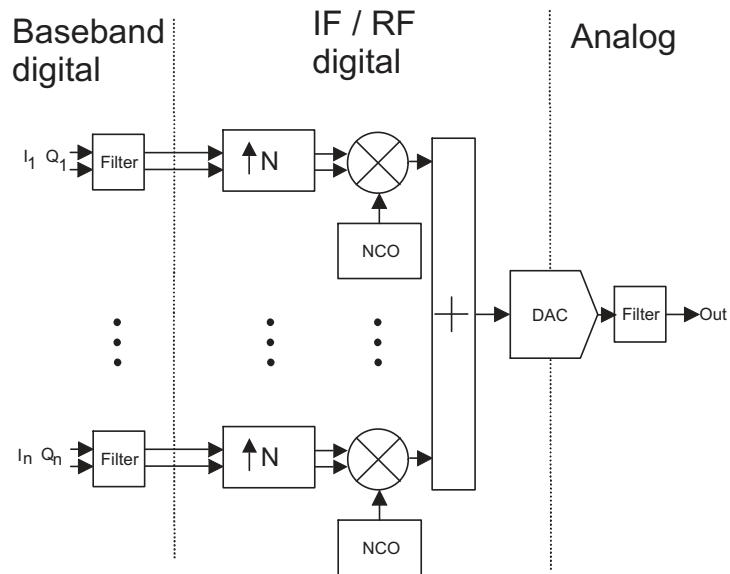 Baseband
digital
IF / RF
digital
Analog
I1 Q1
Filter
N
NCO
DAC
Filter
Out
In Qn
Filter
N
NCO